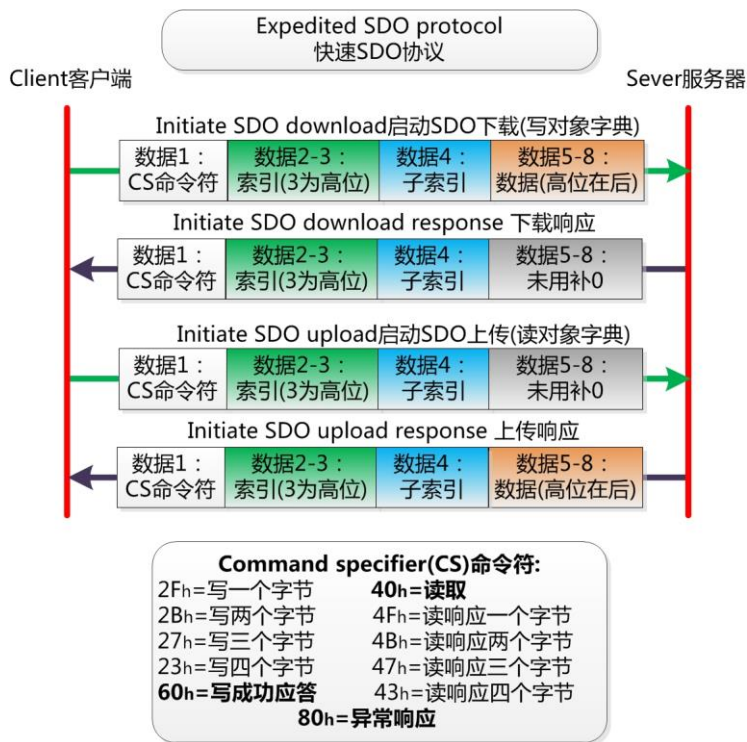 Expedited SDO protocol
快速SDO协议
Client客户端
Sever服务器
Initiate SDO download启动SDO下载(写对象字典)
数据1： 数据2-3： 数据4： 数据5-8：
CS命令符 索引(3为高位) 子索引 数据(高位在后)
Initiate SDO download response 下载响应
数据1： 数据2-3： 数据4： 数据5-8：
CS命令符 索引(3为高位) 子索引 未用补0
Initiate SDO upload启动SDO上传(读对象字典)
数据1： 数据2-3： 数据4： 数据5-8：
CS命令符 索引(3为高位) 子索引 未用补0
Initiate SDO upload response 上传响应
数据1： 数据2-3： 数据4： 数据5-8：
CS命令符 索引(3为高位) 子索引 数据(高位在后)
Command specifier(CS)命令符:
2Fh=写一个字节 40h=读取
2Bh=写两个字节 4Fh=读响应一个字节
27h=写三个字节 4Bh=读响应两个字节
23h=写四个字节 47h=读响应三个字节
60h=写成功应答 43h=读响应四个字节
80h=异常响应